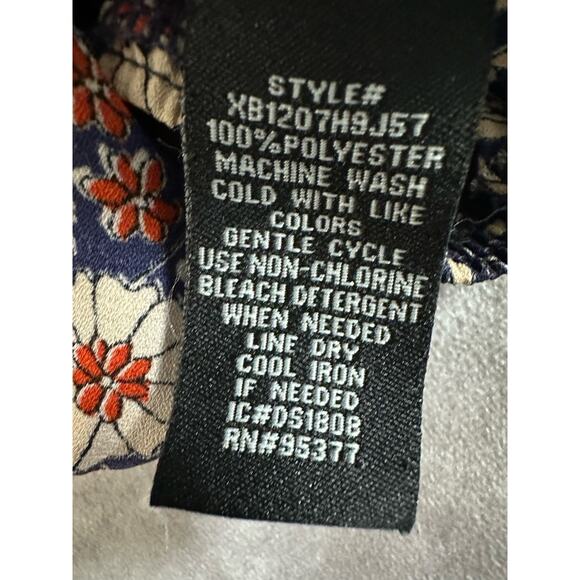 STYLE#
XB1207H9J57
100%POLYESTER
MACHINE WASH
COLD WITH LIKE
COLORS
GENTLE CYCLE
USE NON-CHLORINE
BLEACH DETERGENT
WHEN NEEDED
LINE DRY
COOL IRON
IF NEEDED
IC#DS180B
RN#95377